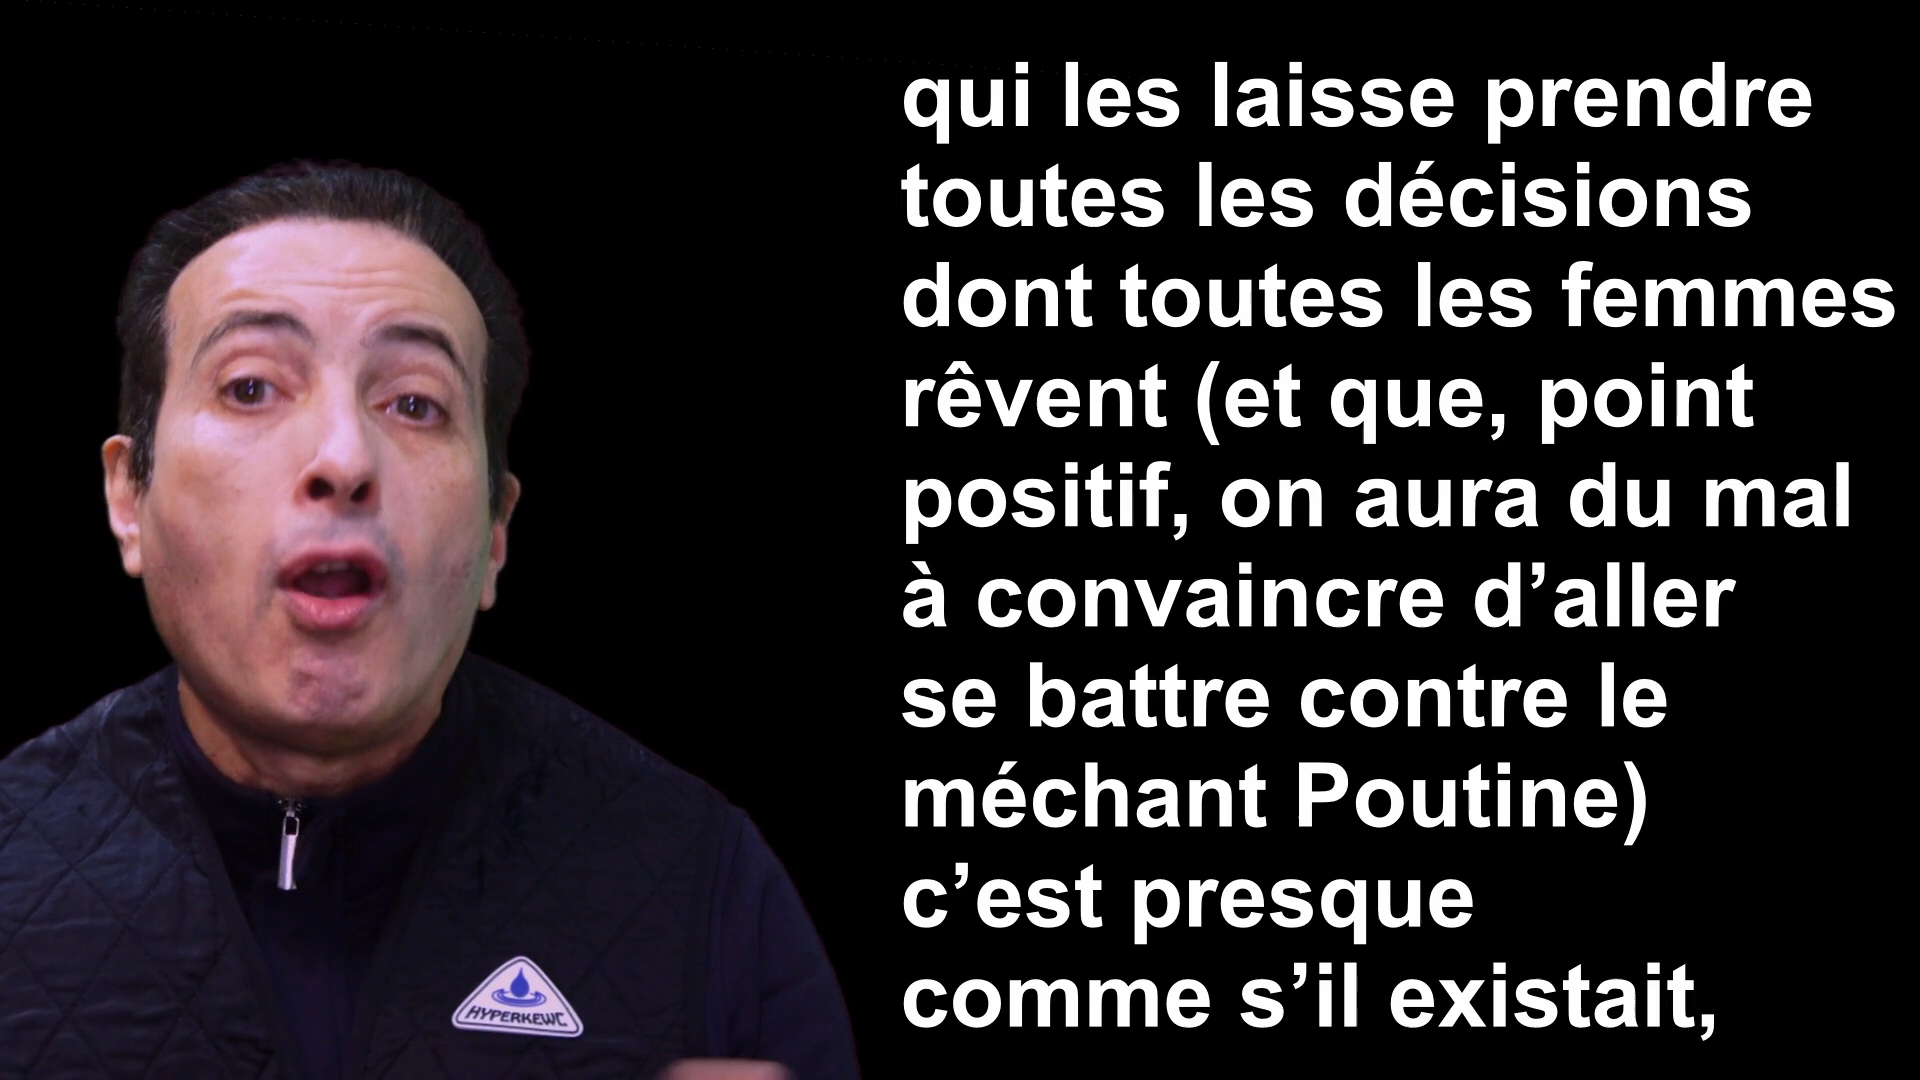 qui les laisse prendre
toutes les décisions
dont toutes les femmes
rêvent (et que, point
positif, on aura du mal
à convaincre d’aller
se battre contre le
méchant Poutine)
c’est presque
comme s’il existait,
HYPERKEWC